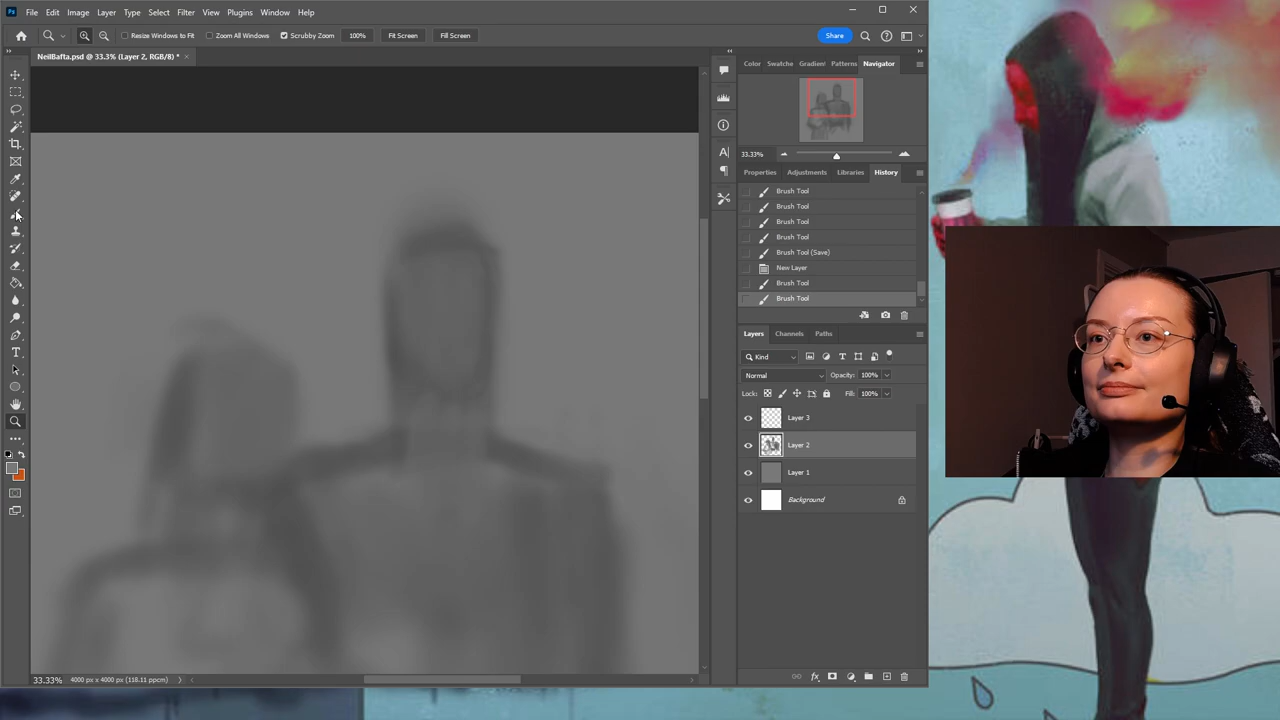 Ps File Edit Image Layer Type Select Filter View Plugins Window Help
Resize Windows to Fit Zoom All Windows Scrubby Zoom 100% Fit Screen Fill Screen Share
NeilBafta.psd @ 33.3% (Layer 2, RGB/8) *
Color Swatche Gradien Patterns Navigator
33.33%
Properties Adjustments Libraries History
Brush Tool
Brush Tool
Brush Tool
Brush Tool
Brush Tool (Save)
New Layer
Brush Tool
Brush Tool
Layers Channels Paths
Kind
Normal Opacity: 100%
Lock: Fill: 100%
Layer 3
Layer 2
Layer 1
Background
33.33% 4000 px x 4000 px (118.11 ppcm)